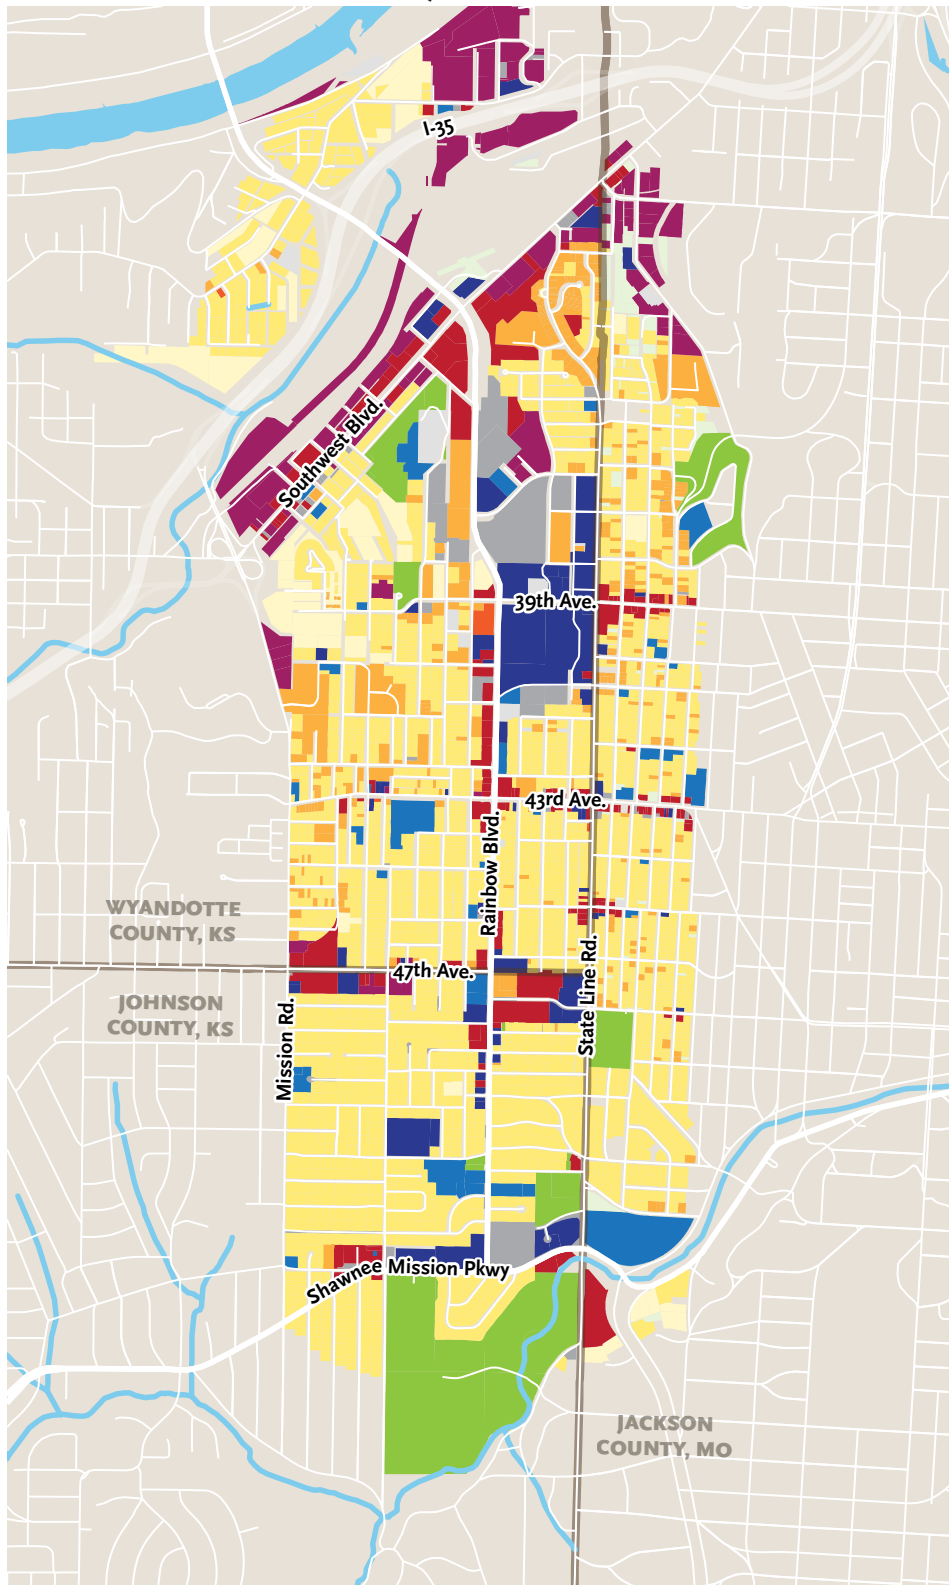 I-35
Southwest Blvd.
39th Ave.
43rd Ave.
Rainbow Blvd.
WYANDOTTE
COUNTY, KS
47th Ave.
State Line Rd.
JOHNSON
COUNTY, KS
Mission Rd.
Shawnee Mission Pkwy
JACKSON
COUNTY, MO